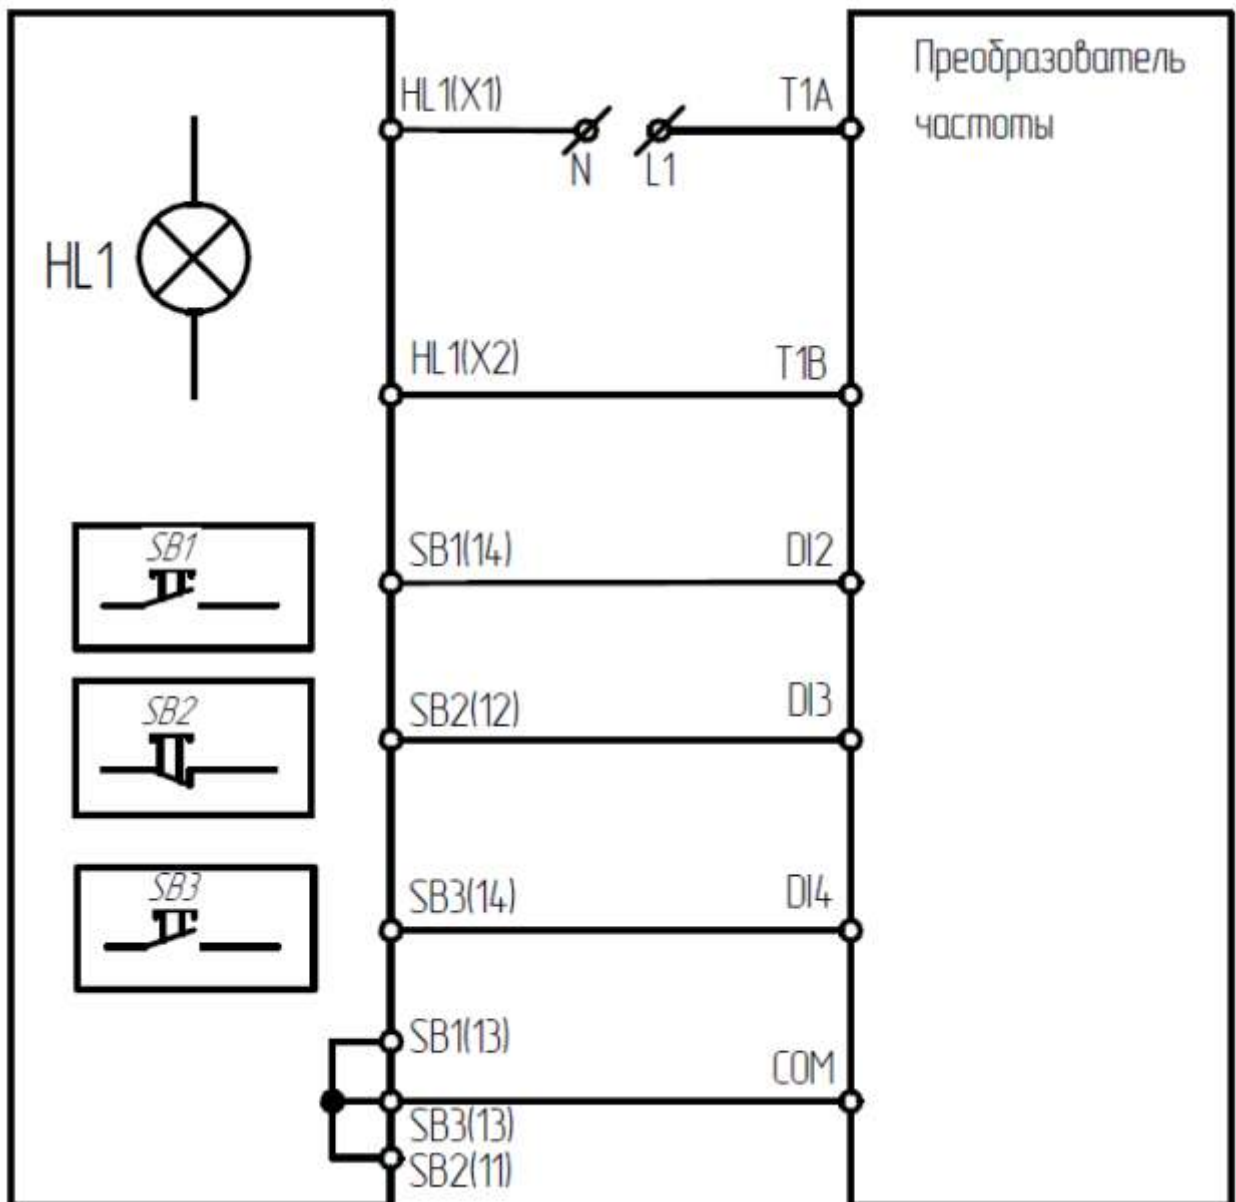 Преобразователь
частоты
HL1(X1)
T1A
N
L1
HL1
HL1(X2)
T1B
SB1
SB1(14)
DI2
SB2
SB2(12)
DI3
SB3
SB3(14)
DI4
SB1(13)
COM
SB3(13)
SB2(11)